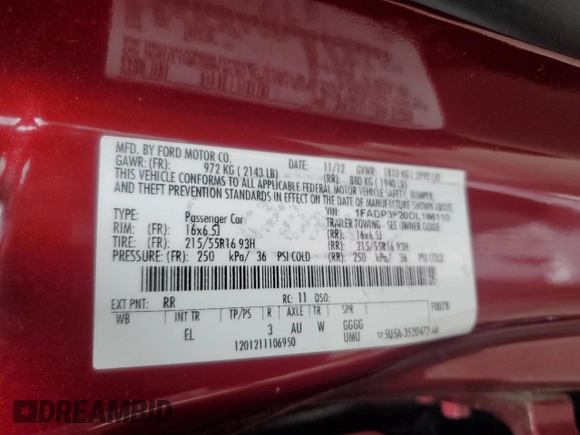 MFD. BY FORD MOTOR CO.
DATE: 11/12 GVWR: 1810 KG ( 3990 LB)
GAWR: (FR): 972 KG ( 2143 LB) (RR): 880 KG ( 1940 LB)
THIS VEHICLE CONFORMS TO ALL APPLICABLE FEDERAL MOTOR VEHICLE SAFETY, BUMPER,
AND THEFT PREVENTION STANDARDS IN EFFECT ON THE DATE OF MANUFACTURE SHOWN ABOVE.
VIN: 1FADP3F20DL186110
TYPE: Passenger Car TRAILER TOWING - SEE OWNER GUIDE
RIM: (FR): 16x6.5J (RR): 16x6.5J
TIRE: (FR): 215/55R16 93H (RR): 215/55R16 93H
PRESSURE: (FR): 250 kPa/ 36 PSI COLD (RR): 250 kPa/ 36 PSI COLD
EXT PNT: RR RC: 11 DSO: F0078
WB INT TR TP/PS R AXLE TR SPR
EL 3 AU W GGGG
UMU
1201211106950
5U5A-3520472-AA
DREAMBID